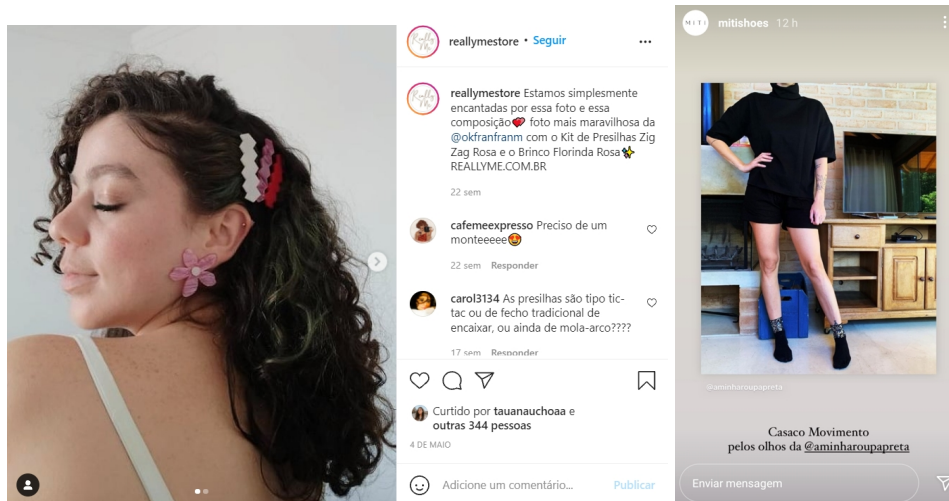 reallymestore • Seguir
reallymestore Estamos simplesmente
encantadas por essa foto e essa
composição💘 foto mais maravilhosa da
@okfranfranm com o Kit de Presilhas Zig
Zag Rosa e o Brinco Florinda Rosa✨
REALLYME.COM.BR
22 sem
cafemeexpresso Preciso de um
monteeeee😍
22 sem Responder
carol3134 As presilhas são tipo tic-
tac ou de fecho tradicional de
encaixar, ou ainda de mola-arco????
17 sem Responder
Curtido por tauanauchoaa e
outras 344 pessoas
4 DE MAIO
Adicione um comentário... Publicar
MITI
mitishoes 12 h
@aminharoupapreta
Casaco Movimento
pelos olhos da @aminharoupapreta
Enviar mensagem